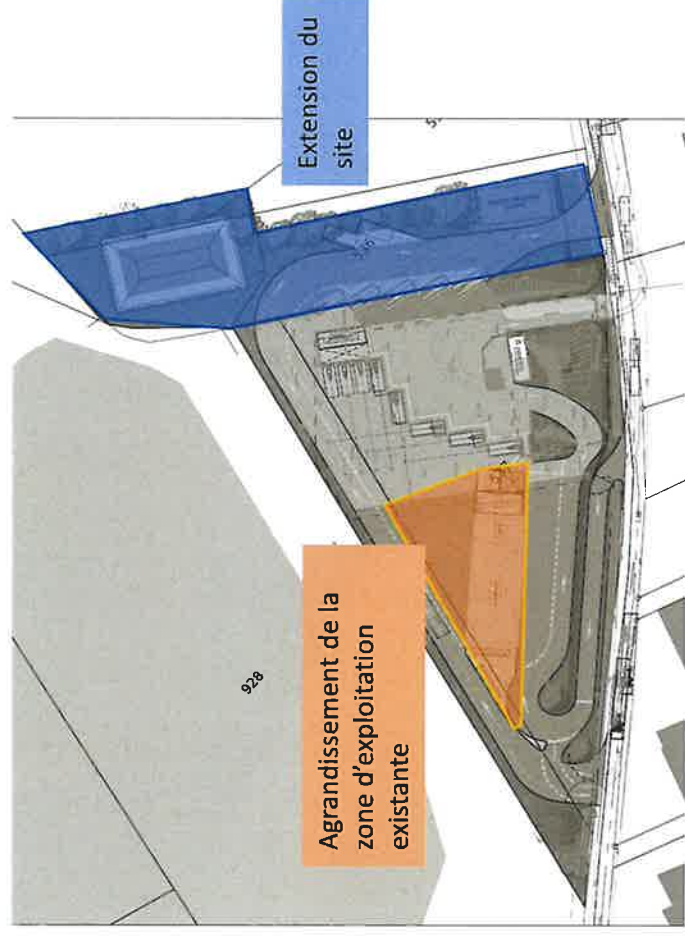 Extension du
site
Agrandissement de la
zone d'exploitation
existante
928